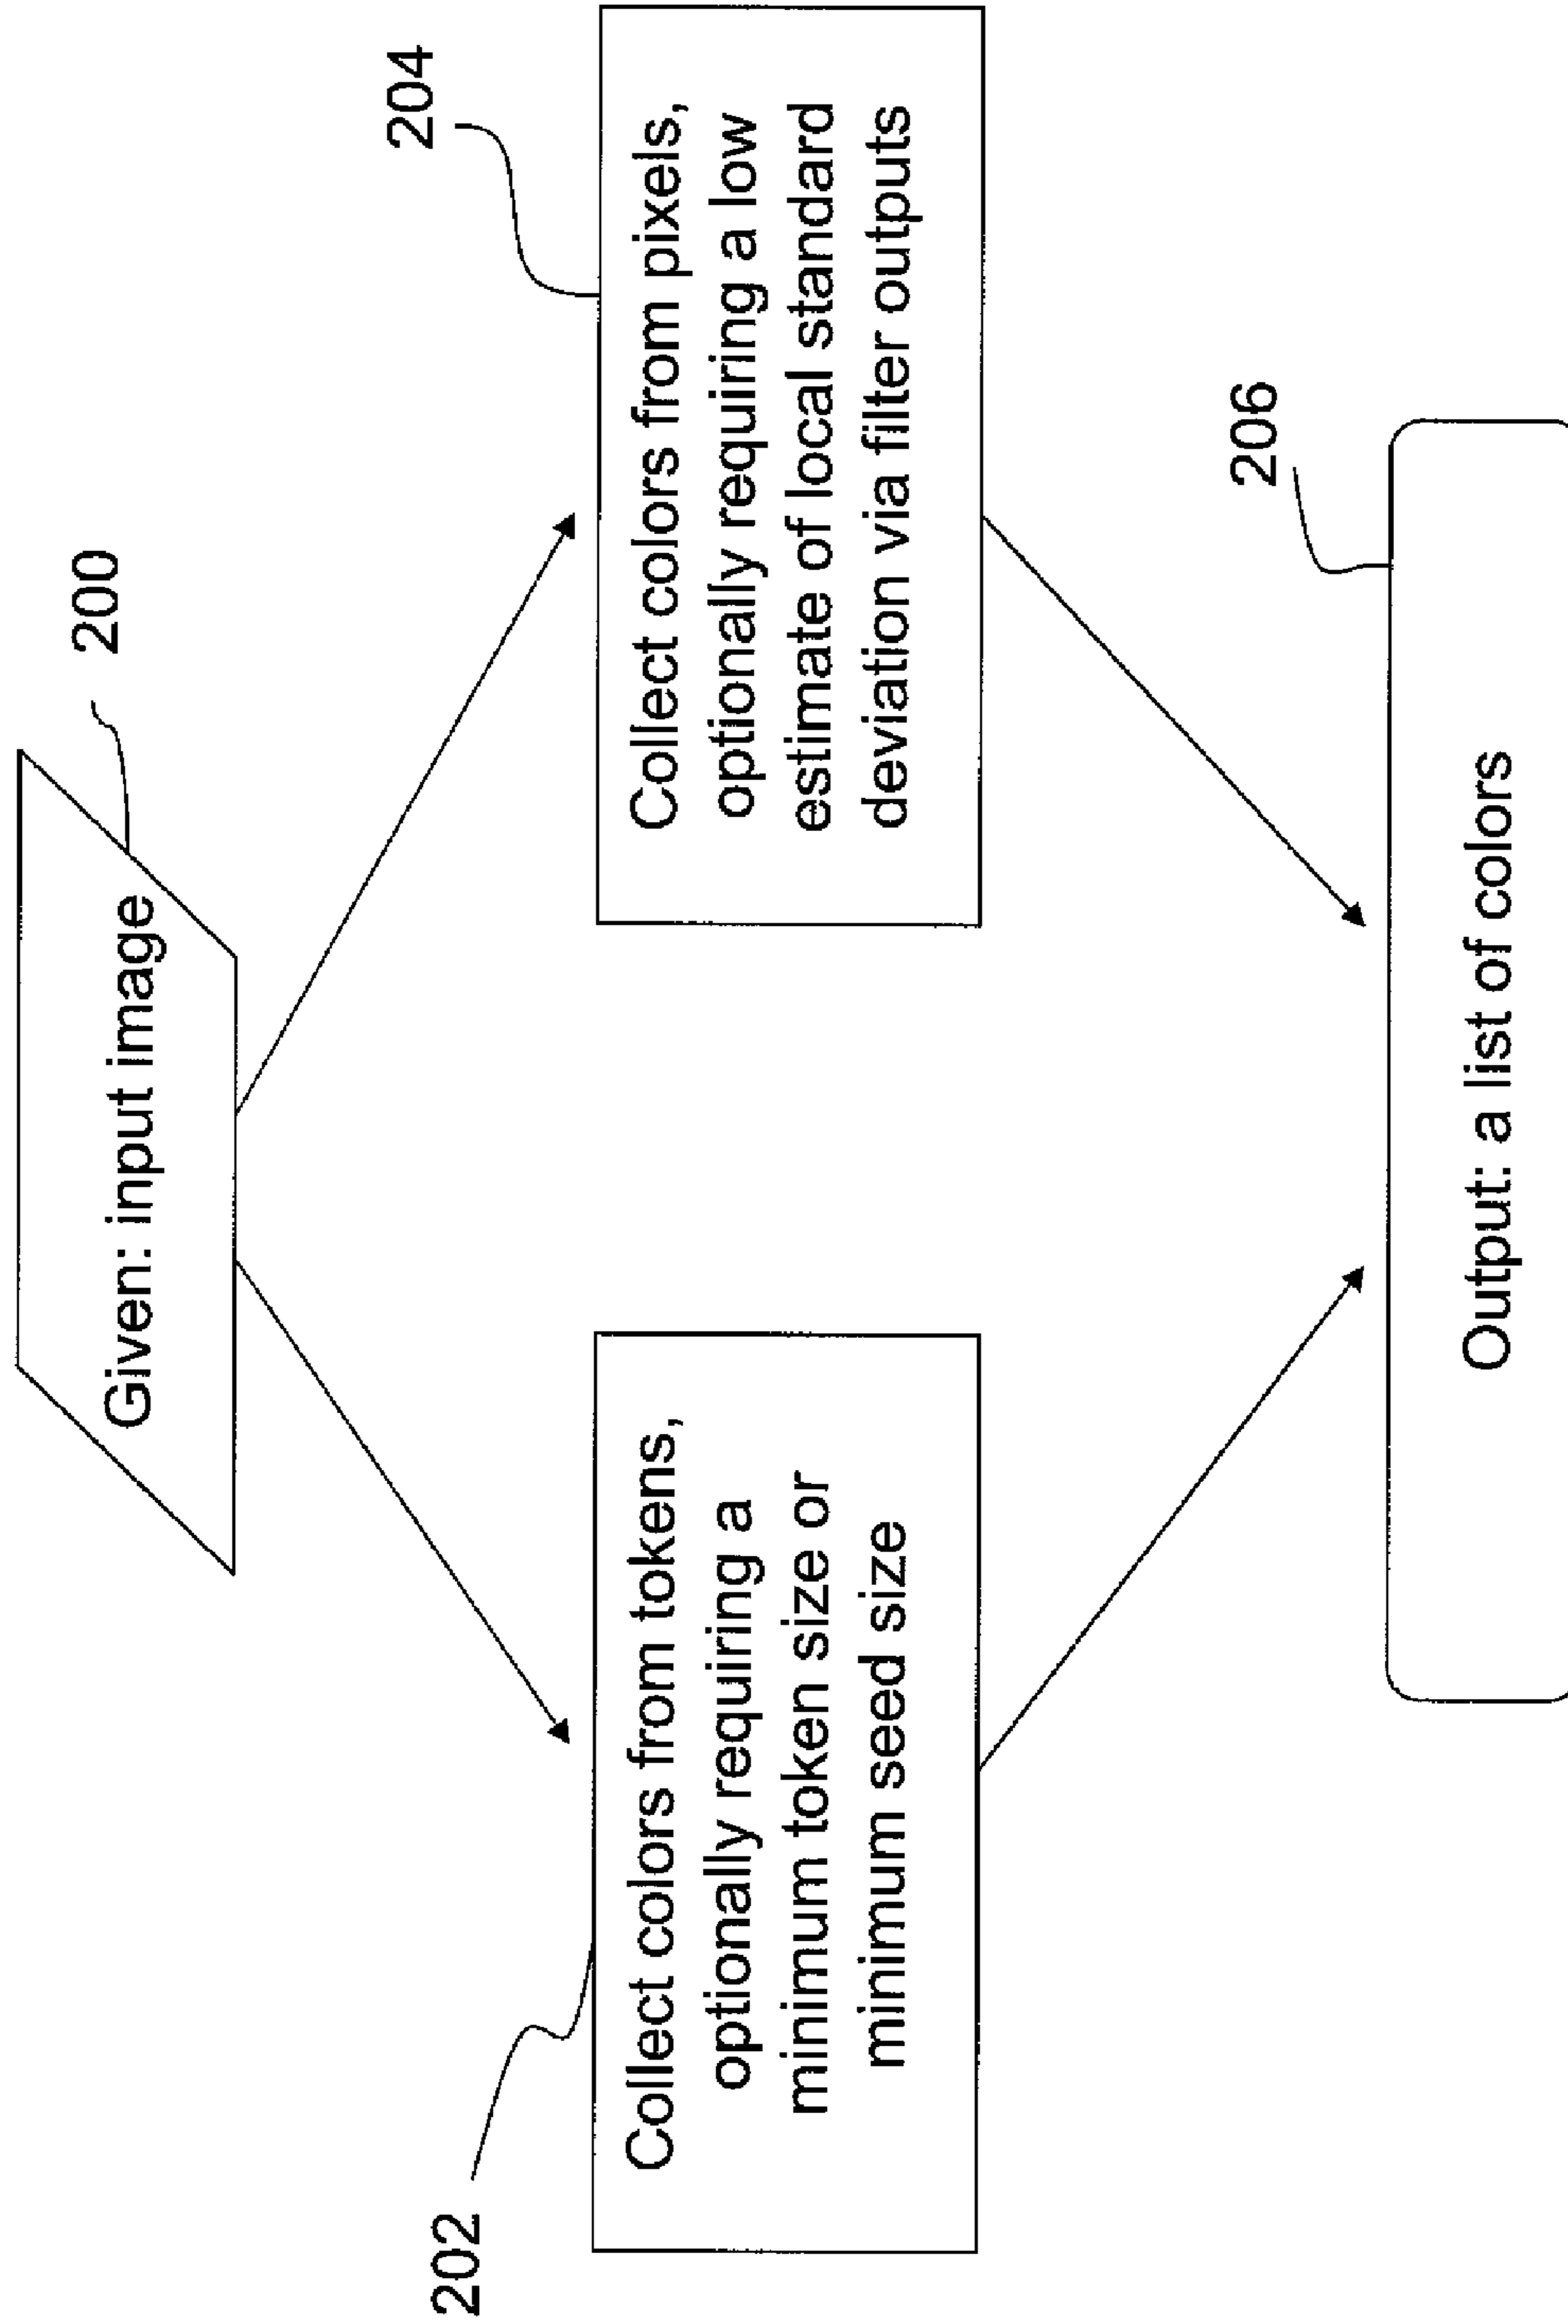 Given: input image
200
202
Collect colors from tokens,
optionally requiring a
minimum token size or
minimum seed size
204
Collect colors from pixels,
optionally requiring a low
estimate of local standard
deviation via filter outputs
206
Output: a list of colors